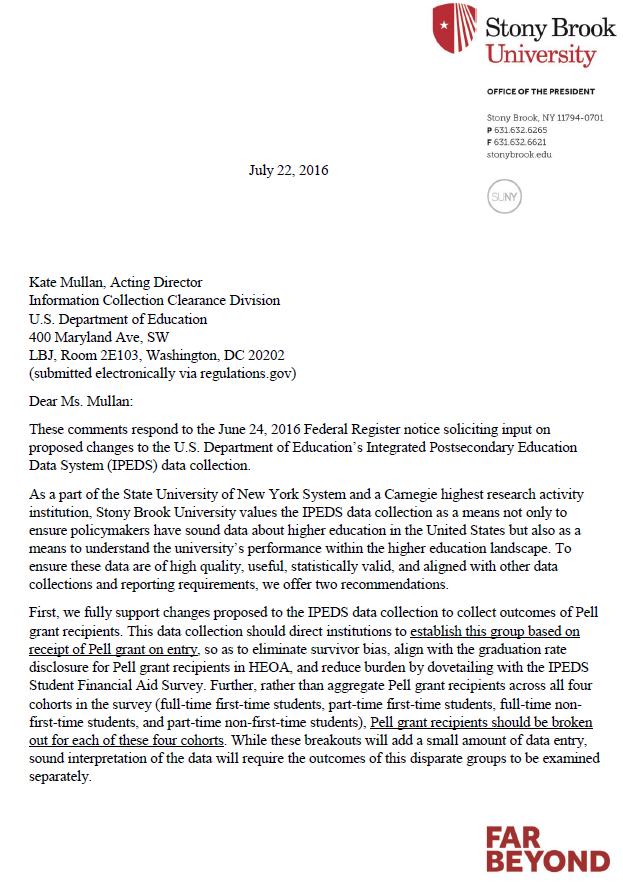 Stony Brook
University
OFFICE OF THE PRESIDENT
Stony Brook, NY 11794-0701
P 631.632.6265
F 631.632.6621
stonybrook.edu
SUNY
July 22, 2016
Kate Mullan, Acting Director
Information Collection Clearance Division
U.S. Department of Education
400 Maryland Ave, SW
LBJ, Room 2E103, Washington, DC 20202
(submitted electronically via regulations.gov)
Dear Ms. Mullan:
These comments respond to the June 24, 2016 Federal Register notice soliciting input on
proposed changes to the U.S. Department of Education's Integrated Postsecondary Education
Data System (IPEDS) data collection.
As a part of the State University of New York System and a Carnegie highest research activity
institution, Stony Brook University values the IPEDS data collection as a means not only to
ensure policymakers have sound data about higher education in the United States but also as a
means to understand the university's performance within the higher education landscape. To
ensure these data are of high quality, useful, statistically valid, and aligned with other data
collections and reporting requirements, we offer two recommendations.
First, we fully support changes proposed to the IPEDS data collection to collect outcomes of Pell
grant recipients. This data collection should direct institutions to establish this group based on
receipt of Pell grant on entry, so as to eliminate survivor bias, align with the graduation rate
disclosure for Pell grant recipients in HEOA, and reduce burden by dovetailing with the IPEDS
Student Financial Aid Survey. Further, rather than aggregate Pell grant recipients across all four
cohorts in the survey (full-time first-time students, part-time first-time students, full-time non-
first-time students, and part-time non-first-time students), Pell grant recipients should be broken
out for each of these four cohorts. While these breakouts will add a small amount of data entry,
sound interpretation of the data will require the outcomes of this disparate groups to be examined
separately.
FAR
BEYOND